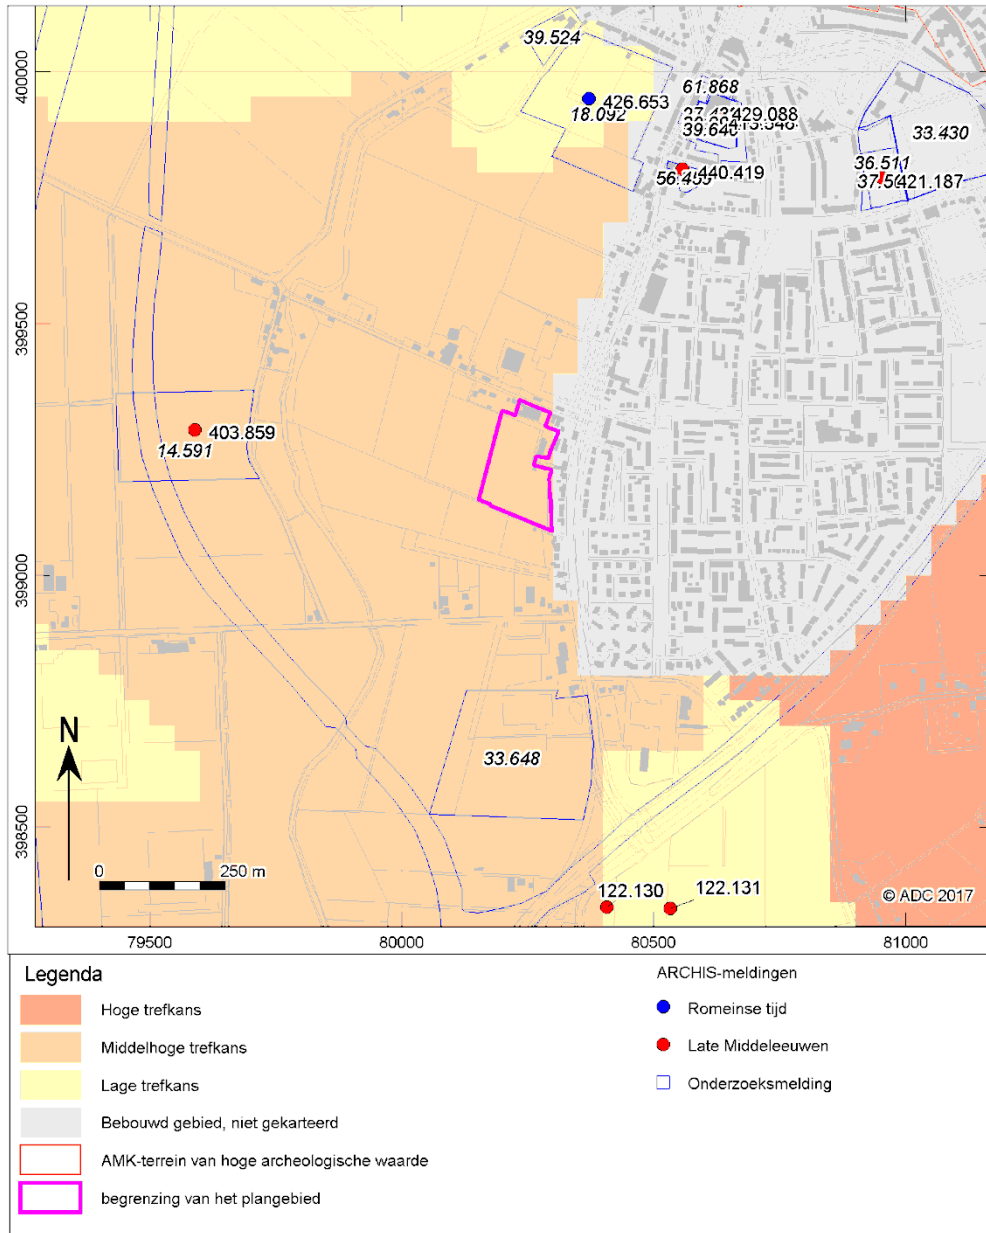 39.524
400000
426.653
18.092
61.868
429.088
39.640
33.430
36.511
440.419
421.187
399500
403.859
14.591
399000
33.648
N
398500
0
250 m
122.130
122.131
© ADC 2017
79500
80000
80500
81000
Legenda
Hoge trefkans
Middelhoge trefkans
Lage trefkans
Bebouwd gebied, niet gekarteerd
AMK-terrein van hoge archeologische waarde
begrenzing van het plangebied
ARCHIS-meldingen
Romeinse tijd
Late Middeleeuwen
Onderzoeksmelding